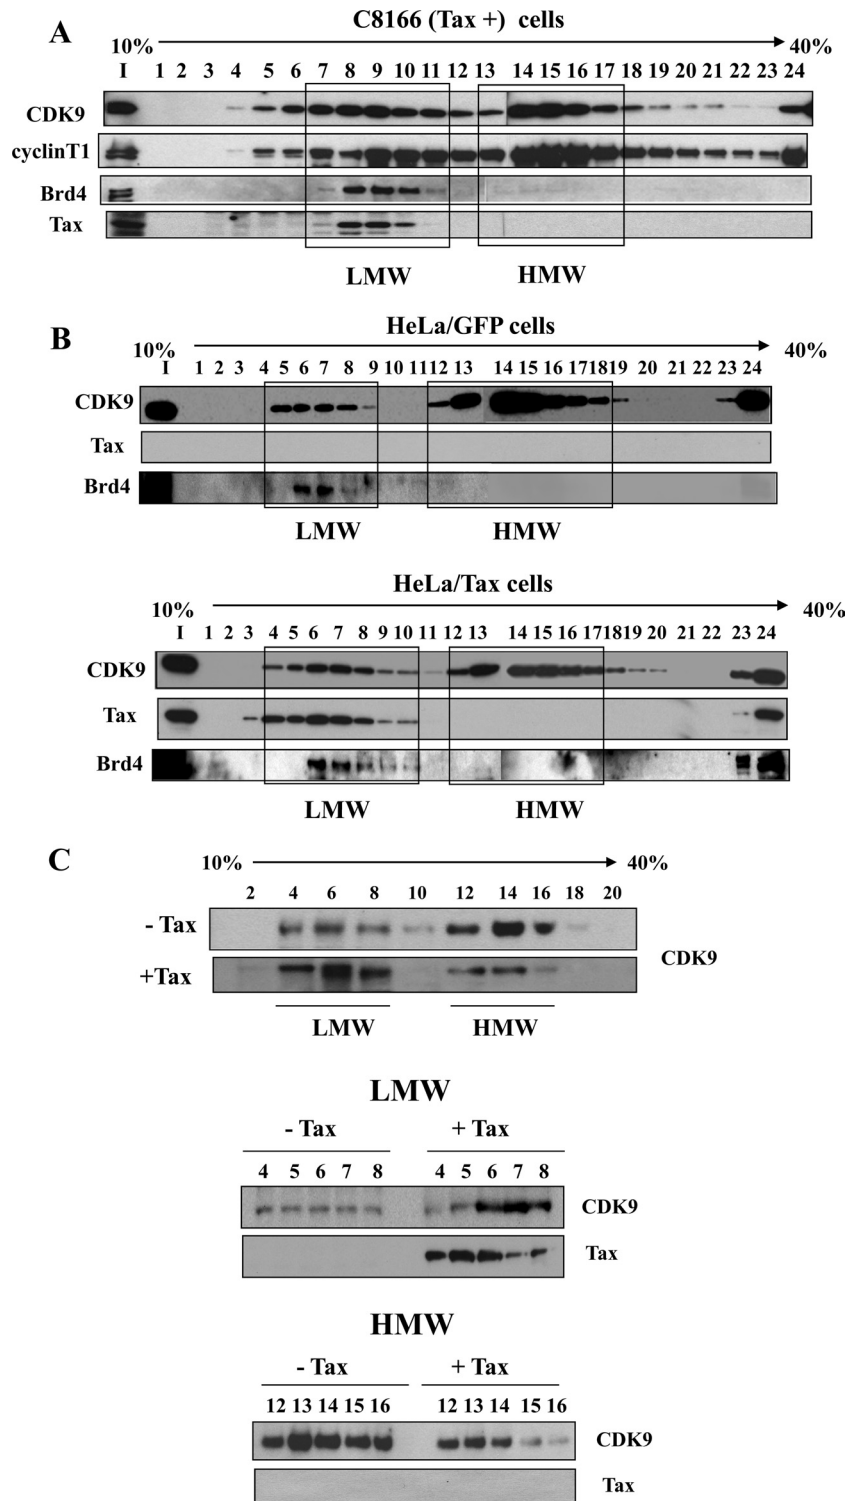 A
C8166 (Tax +) cells
10% 40%
I 1 2 3 4 5 6 7 8 9 10 11 12 13 14 15 16 17 18 19 20 21 22 23 24
CDK9
cyclinT1
Brd4
Tax
LMW HMW
B
HeLa/GFP cells
10% 40%
I 1 2 3 4 5 6 7 8 9 10 11 12 13 14 15 16 17 18 19 20 21 22 23 24
CDK9
Tax
Brd4
LMW HMW
HeLa/Tax cells
10% 40%
I 1 2 3 4 5 6 7 8 9 10 11 12 13 14 15 16 17 18 19 20 21 22 23 24
CDK9
Tax
Brd4
LMW HMW
C
10% 40%
2 4 6 8 10 12 14 16 18 20
- Tax
CDK9
+Tax
LMW HMW
LMW
- Tax + Tax
4 5 6 7 8 4 5 6 7 8
CDK9
Tax
HMW
- Tax + Tax
12 13 14 15 16 12 13 14 15 16
CDK9
Tax